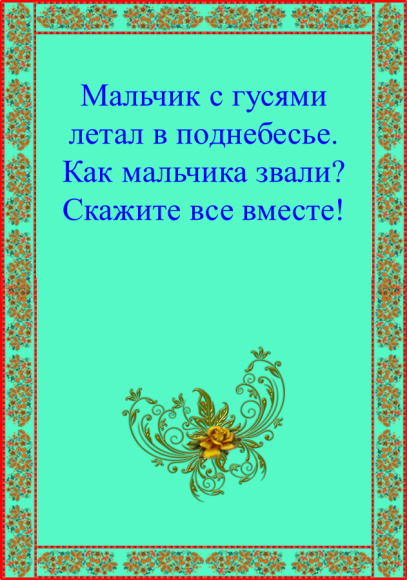 Мальчик с гусями
летал в поднебесье.
Как мальчика звали?
Скажите все вместе!